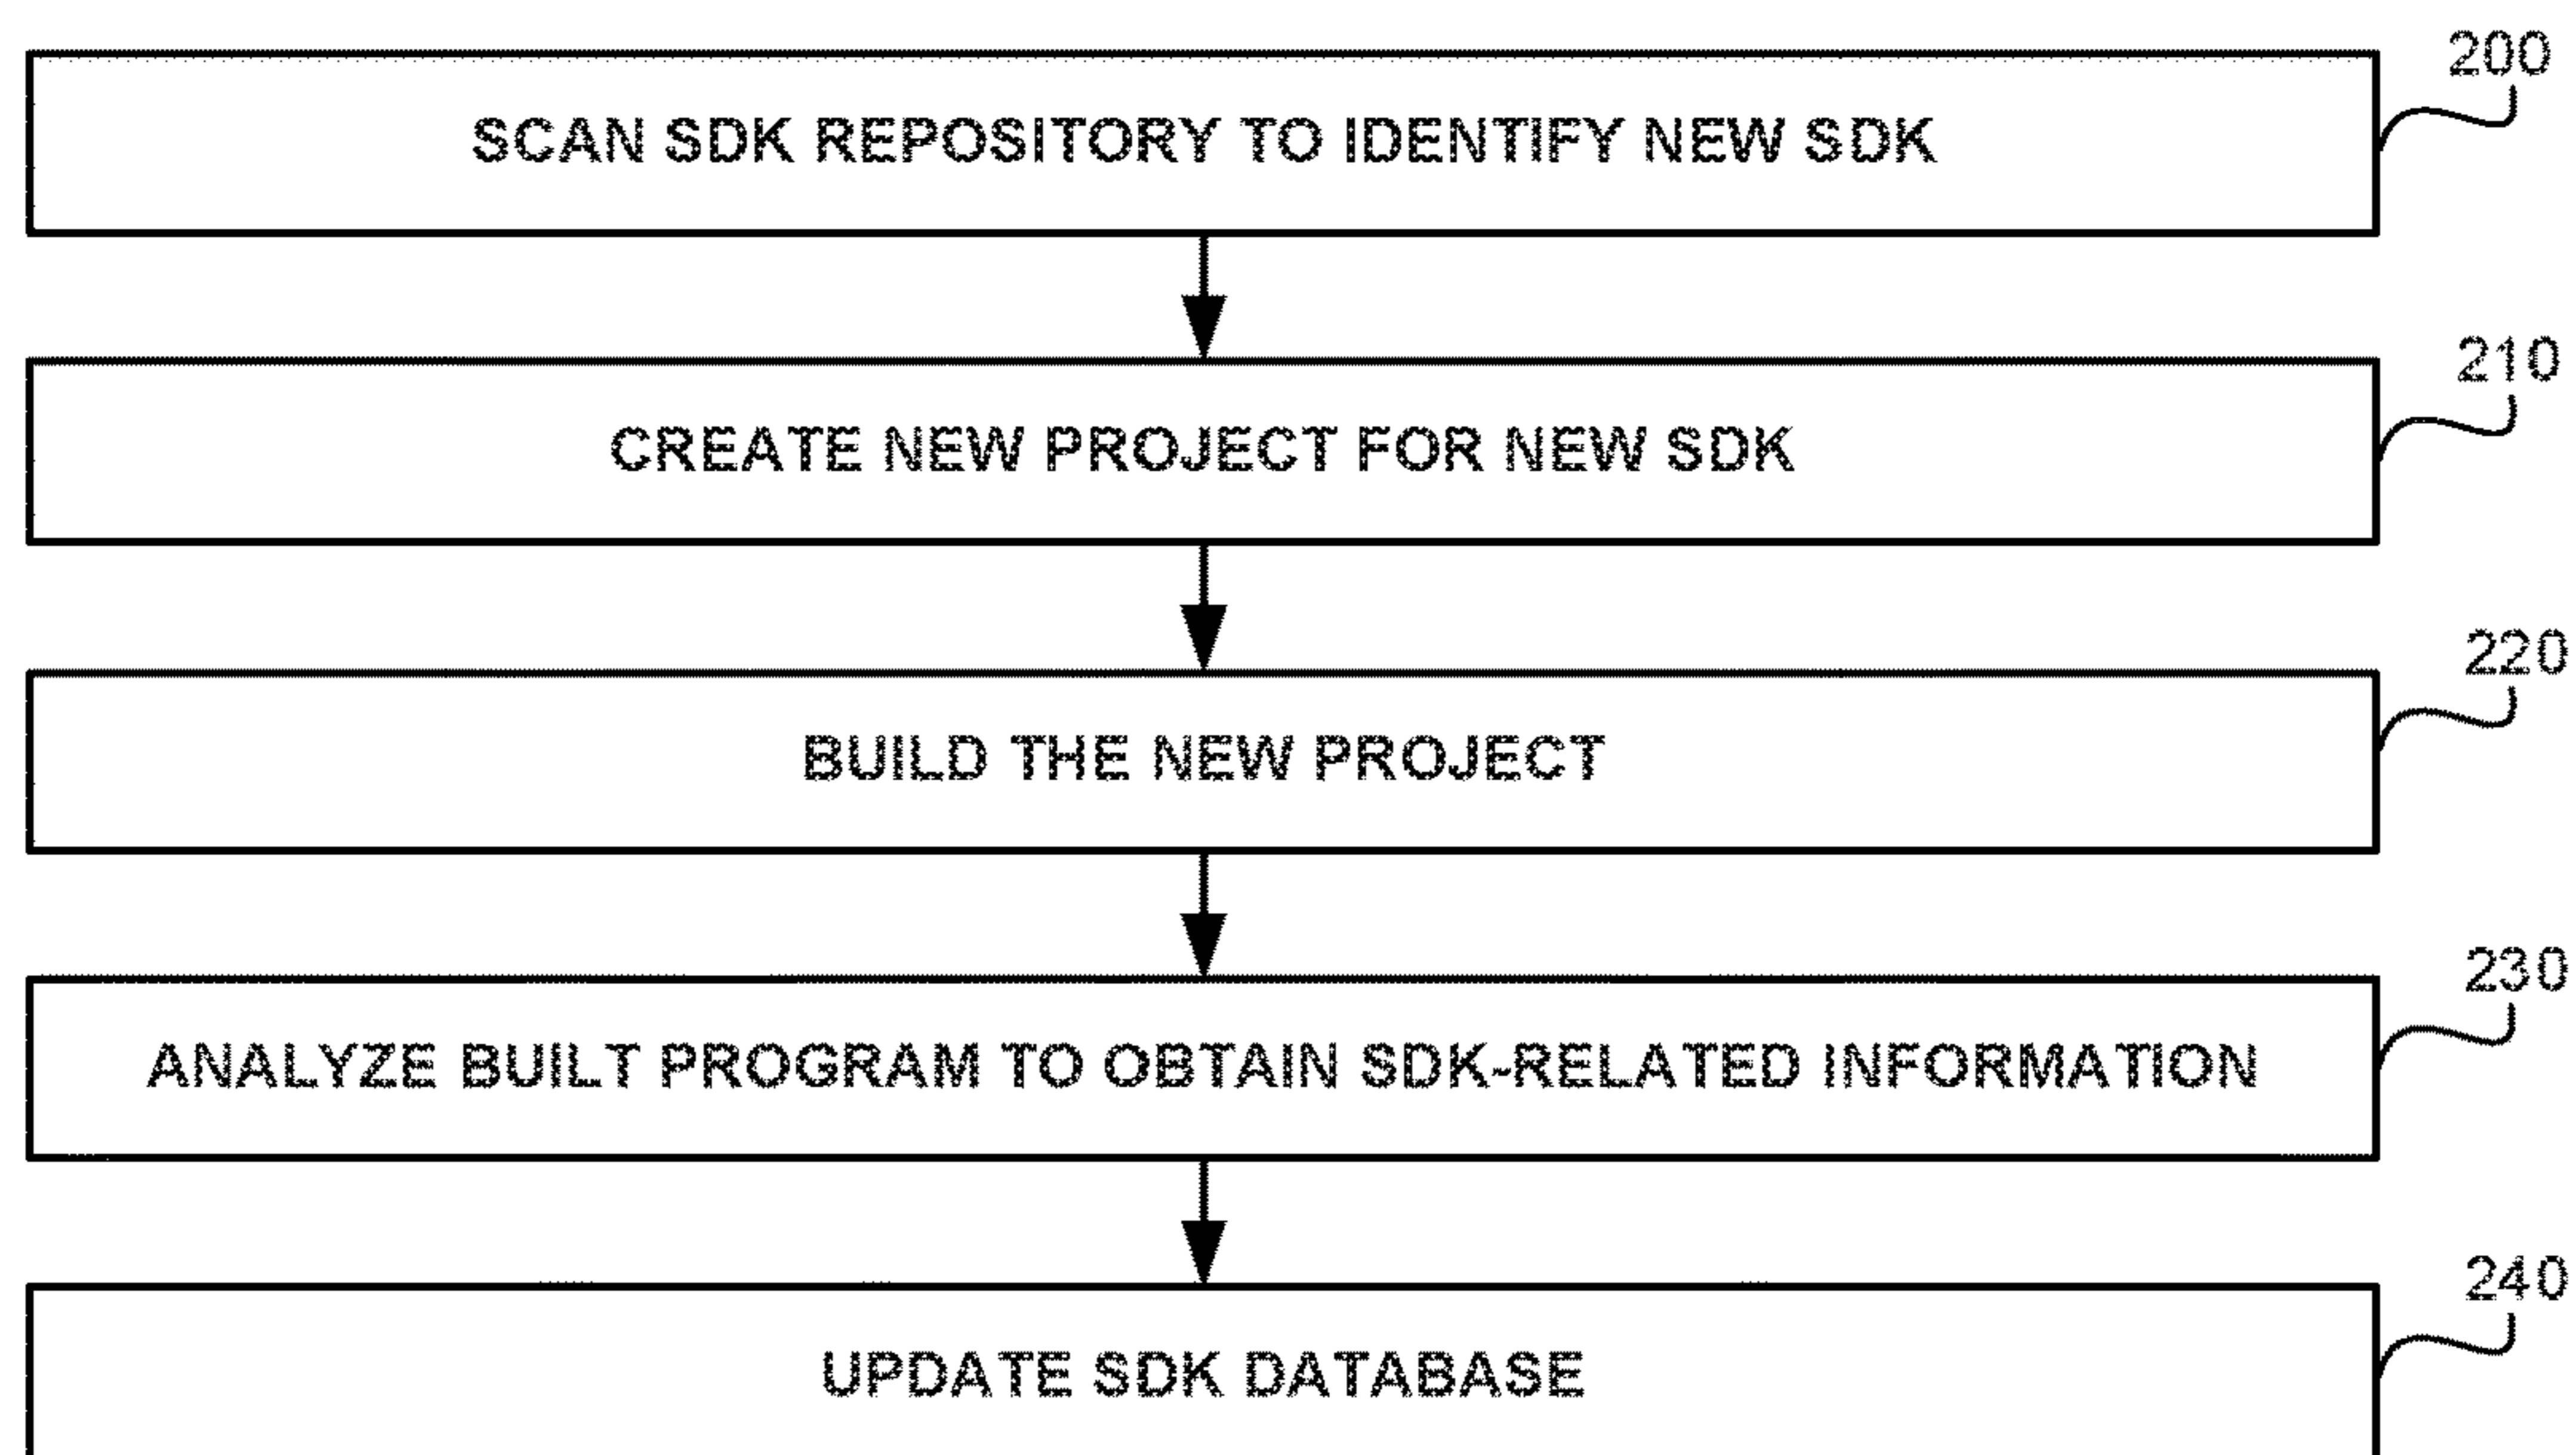 200
SCAN SDK REPOSITORY TO IDENTIFY NEW SDK
210
CREATE NEW PROJECT FOR NEW SDK
220
BUILD THE NEW PROJECT
230
ANALYZE BUILT PROGRAM TO OBTAIN SDK-RELATED INFORMATION
240
UPDATE SDK DATABASE